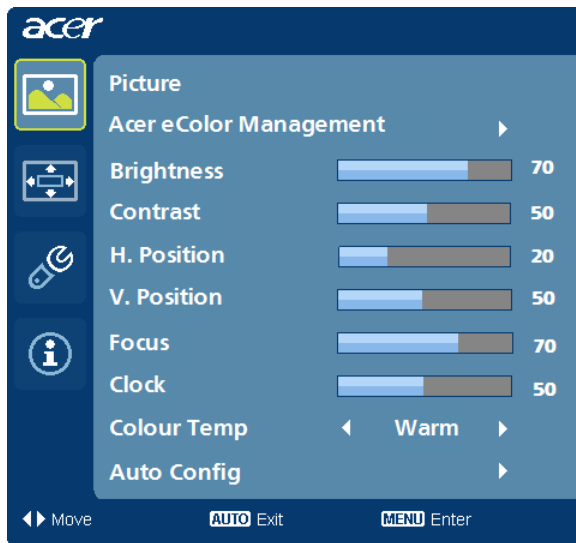 acer
Picture
Acer eColor Management
Brightness 70
Contrast 50
H. Position 20
V. Position 50
Focus 70
Clock 50
Colour Temp Warm
Auto Config
Move AUTO Exit MENU Enter